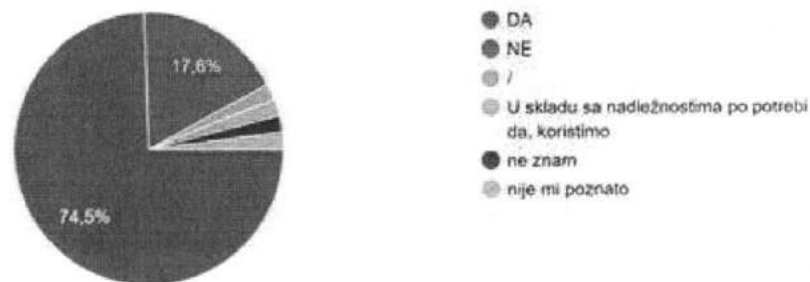 17,6%
74,5%
DA
NE
/
U skladu sa nadležnostima po potrebi
da, koristimo
ne znam
nije mi poznato